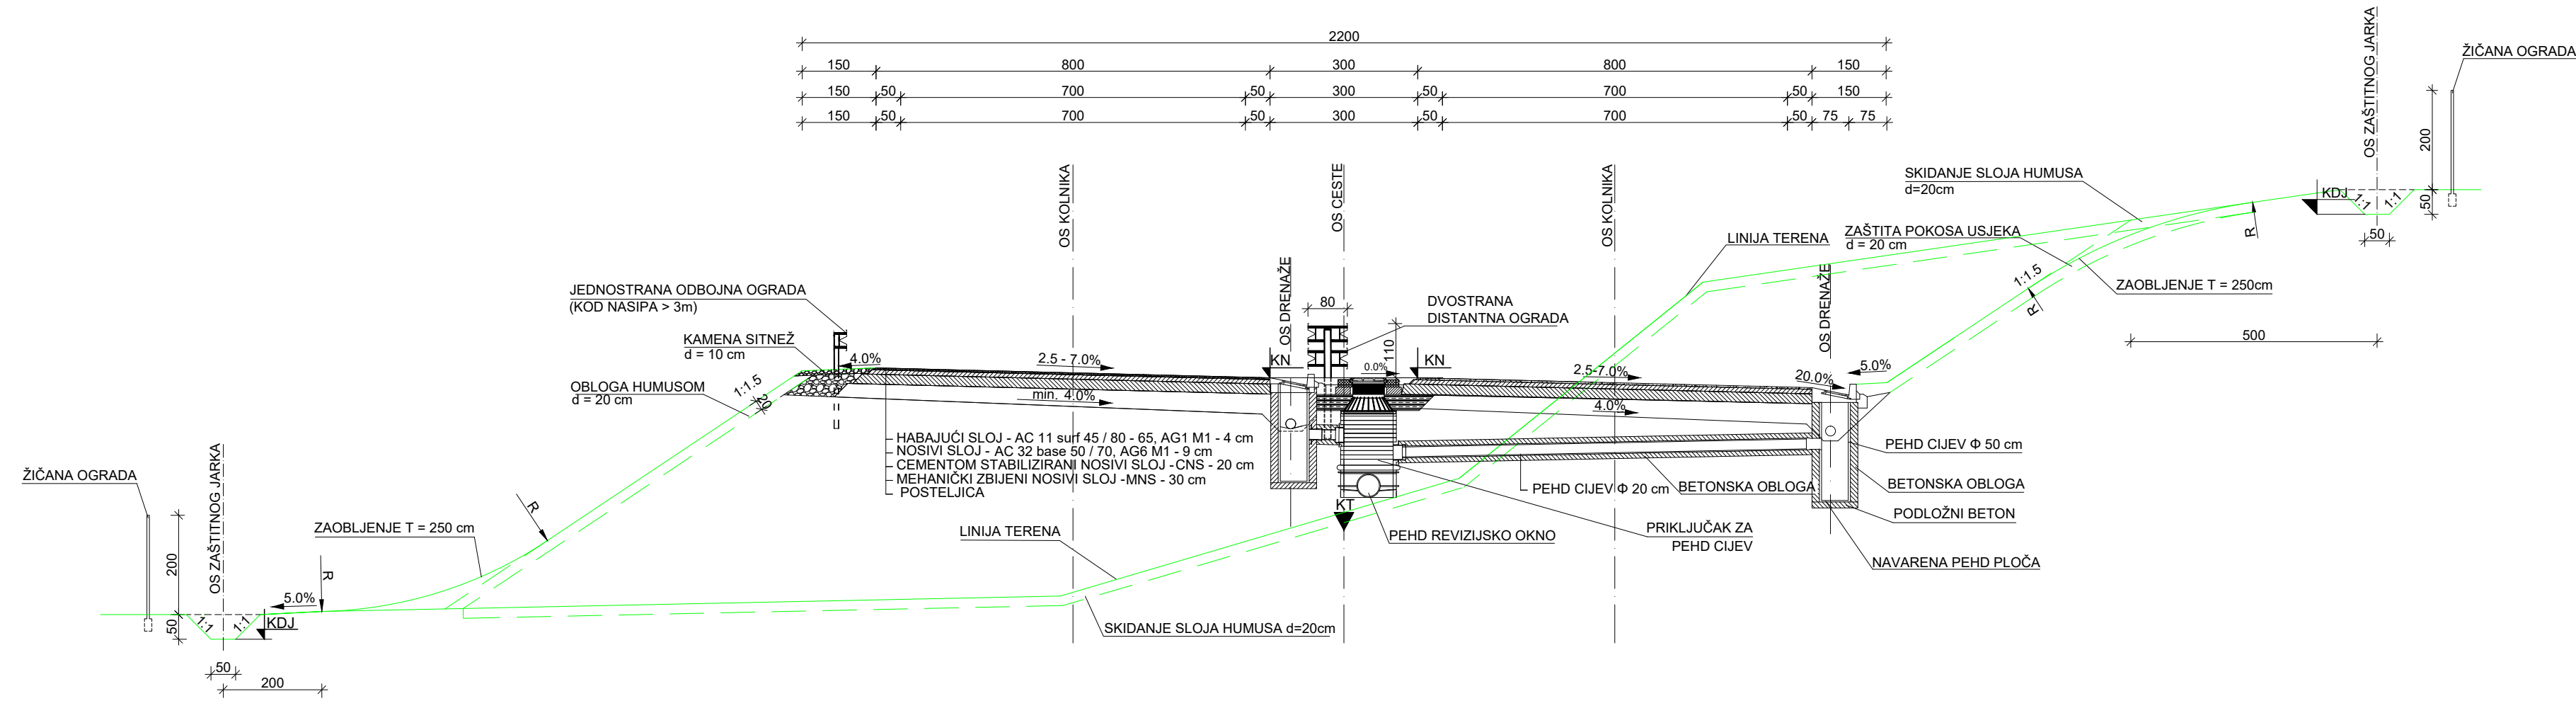 2200
150 800 300 800 150
150 50 700 50 300 50 700 50 150
150 50 700 50 300 50 700 50 75 75
OS KOLNIKA
OS CESTE
OS KOLNIKA
OS ZAŠTITNOG JARKA
ŽIČANA OGRADA
200
50
KDJ
1:1
1:1
50
SKIDANJE SLOJA HUMUSA
d=20cm
ZAŠTITA POKOSA USJEKA
d = 20 cm
LINIJA TERENA
R
1:1.5
R
ZAOBLJENJE T = 250cm
500
OS DRENAŽE
OS DRENAŽE
80
DVOSTRANA
DISTANTNA OGRADA
110
JEDNOSTRANA ODBOJNA OGRADA
(KOD NASIPA > 3m)
KAMENA SITNEŽ
d = 10 cm
OBLOGA HUMUSOM
d = 20 cm
1:1.5
20
4.0%
2.5 - 7.0%
KN
0.0%
KN
2.5-7.0%
20.0%
5.0%
min. 4.0%
4.0%
HABAJUĆI SLOJ - AC 11 surf 45 / 80 - 65, AG1 M1 - 4 cm
NOSIVI SLOJ - AC 32 base 50 / 70, AG6 M1 - 9 cm
CEMENTOM STABILIZIRANI NOSIVI SLOJ -CNS - 20 cm
MEHANIČKI ZBIJENI NOSIVI SLOJ -MNS - 30 cm
POSTELJICA
PEHD CIJEV Φ 50 cm
BETONSKA OBLOGA
PODLOŽNI BETON
NAVARENA PEHD PLOČA
PEHD CIJEV Φ 20 cm
BETONSKA OBLOGA
KT
PEHD REVIZIJSKO OKNO
PRIKLJUČAK ZA
PEHD CIJEV
LINIJA TERENA
SKIDANJE SLOJA HUMUSA d=20cm
ŽIČANA OGRADA
OS ZAŠTITNOG JARKA
ZAOBLJENJE T = 250 cm
R
R
200
50
5.0%
1:1
1:1
KDJ
50
200